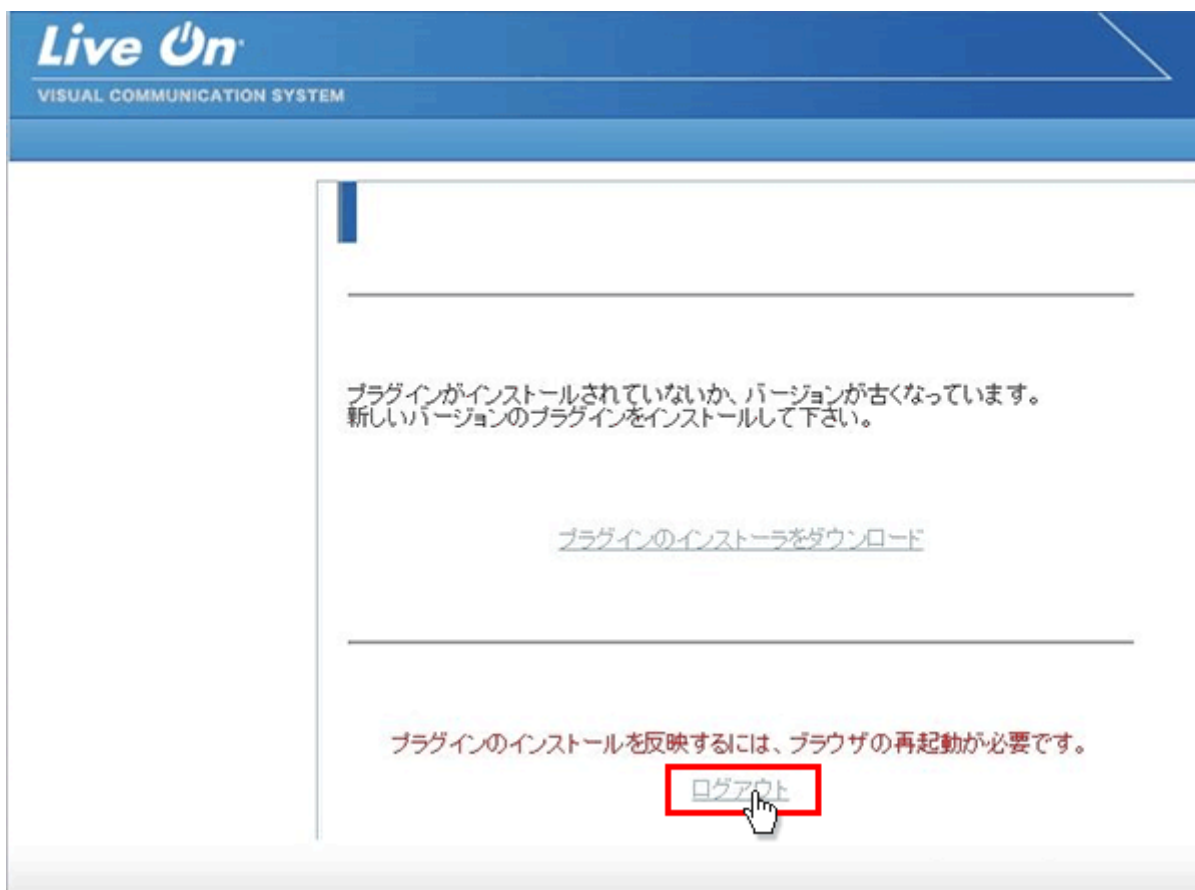 Live On
VISUAL COMMUNICATION SYSTEM
プラグインがインストールされていないか、バージョンが古くなっています。
新しいバージョンのプラグインをインストールして下さい。
プラグインのインストーラをダウンロード
プラグインのインストールを反映するには、ブラウザの再起動が必要です。
ログアウト